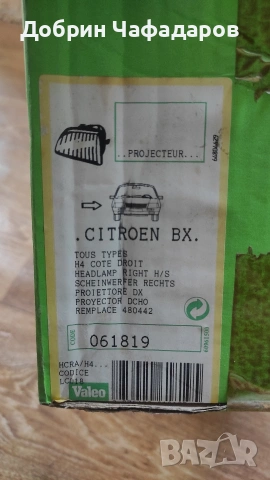 Добрин Чафадаров
..PROJECTEUR...
.CITROEN BX.
TOUS TYPES
H4 COTE DROIT
HEADLAMP RIGHT H/S
SCHEINWERFER RECHTS
PROIETTORE DX
PROYECTOR DCHO
REMPLACE 480442
CODE
061819
HCRA/H4...
CODICE
Valeo
bazar